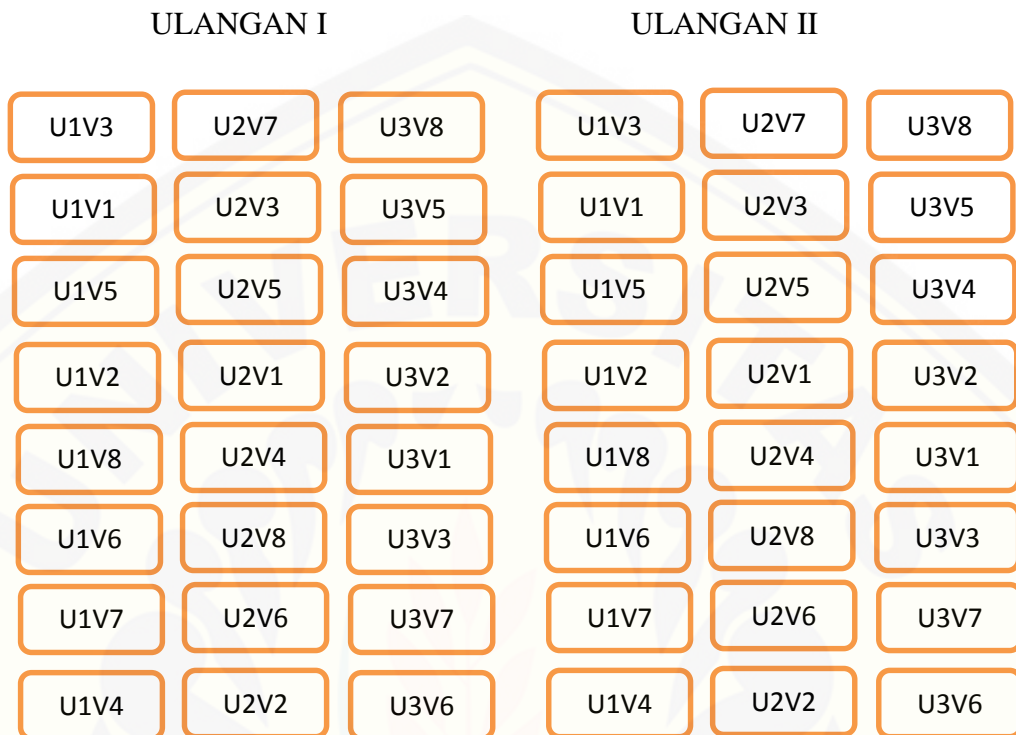 ULANGAN I ULANGAN II
U1V3 U2V7 U3V8 U1V3 U2V7 U3V8
U1V1 U2V3 U3V5 U1V1 U2V3 U3V5
U1V5 U2V5 U3V4 U1V5 U2V5 U3V4
U1V2 U2V1 U3V2 U1V2 U2V1 U3V2
U1V8 U2V4 U3V1 U1V8 U2V4 U3V1
U1V6 U2V8 U3V3 U1V6 U2V8 U3V3
U1V7 U2V6 U3V7 U1V7 U2V6 U3V7
U1V4 U2V2 U3V6 U1V4 U2V2 U3V6
UNIVERSITAS